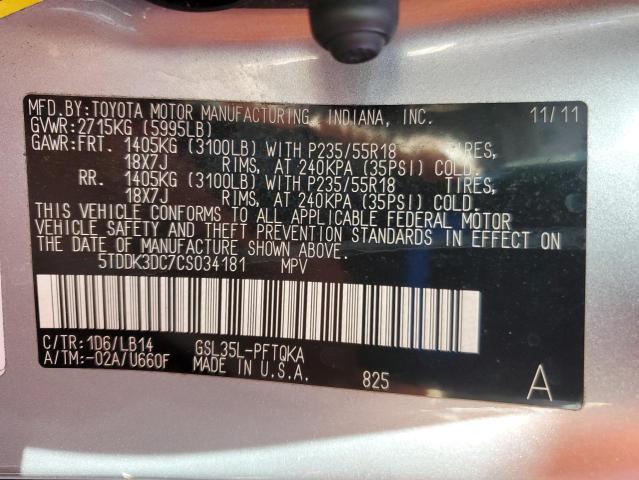 MFD.BY:TOYOTA MOTOR MANUFACTURING, INDIANA, INC. 11/11
GVWR:2715KG (5995LB)
GAWR:FRT. 1405KG (3100LB) WITH P235/55R18 TIRES,
18X7J RIMS, AT 240KPA (35PSI) COLD.
RR. 1405KG (3100LB) WITH P235/55R18 TIRES,
18X7J RIMS, AT 240KPA (35PSI) COLD.
THIS VEHICLE CONFORMS TO ALL APPLICABLE FEDERAL MOTOR
VEHICLE SAFETY AND THEFT PREVENTION STANDARDS IN EFFECT ON
THE DATE OF MANUFACTURE SHOWN ABOVE.
5TDDK3DC7CS034181 MPV
C/TR:1D6/LB14 GSL35L-PFTQKA
A/TM:-02A/U660F MADE IN U.S.A. 825 A